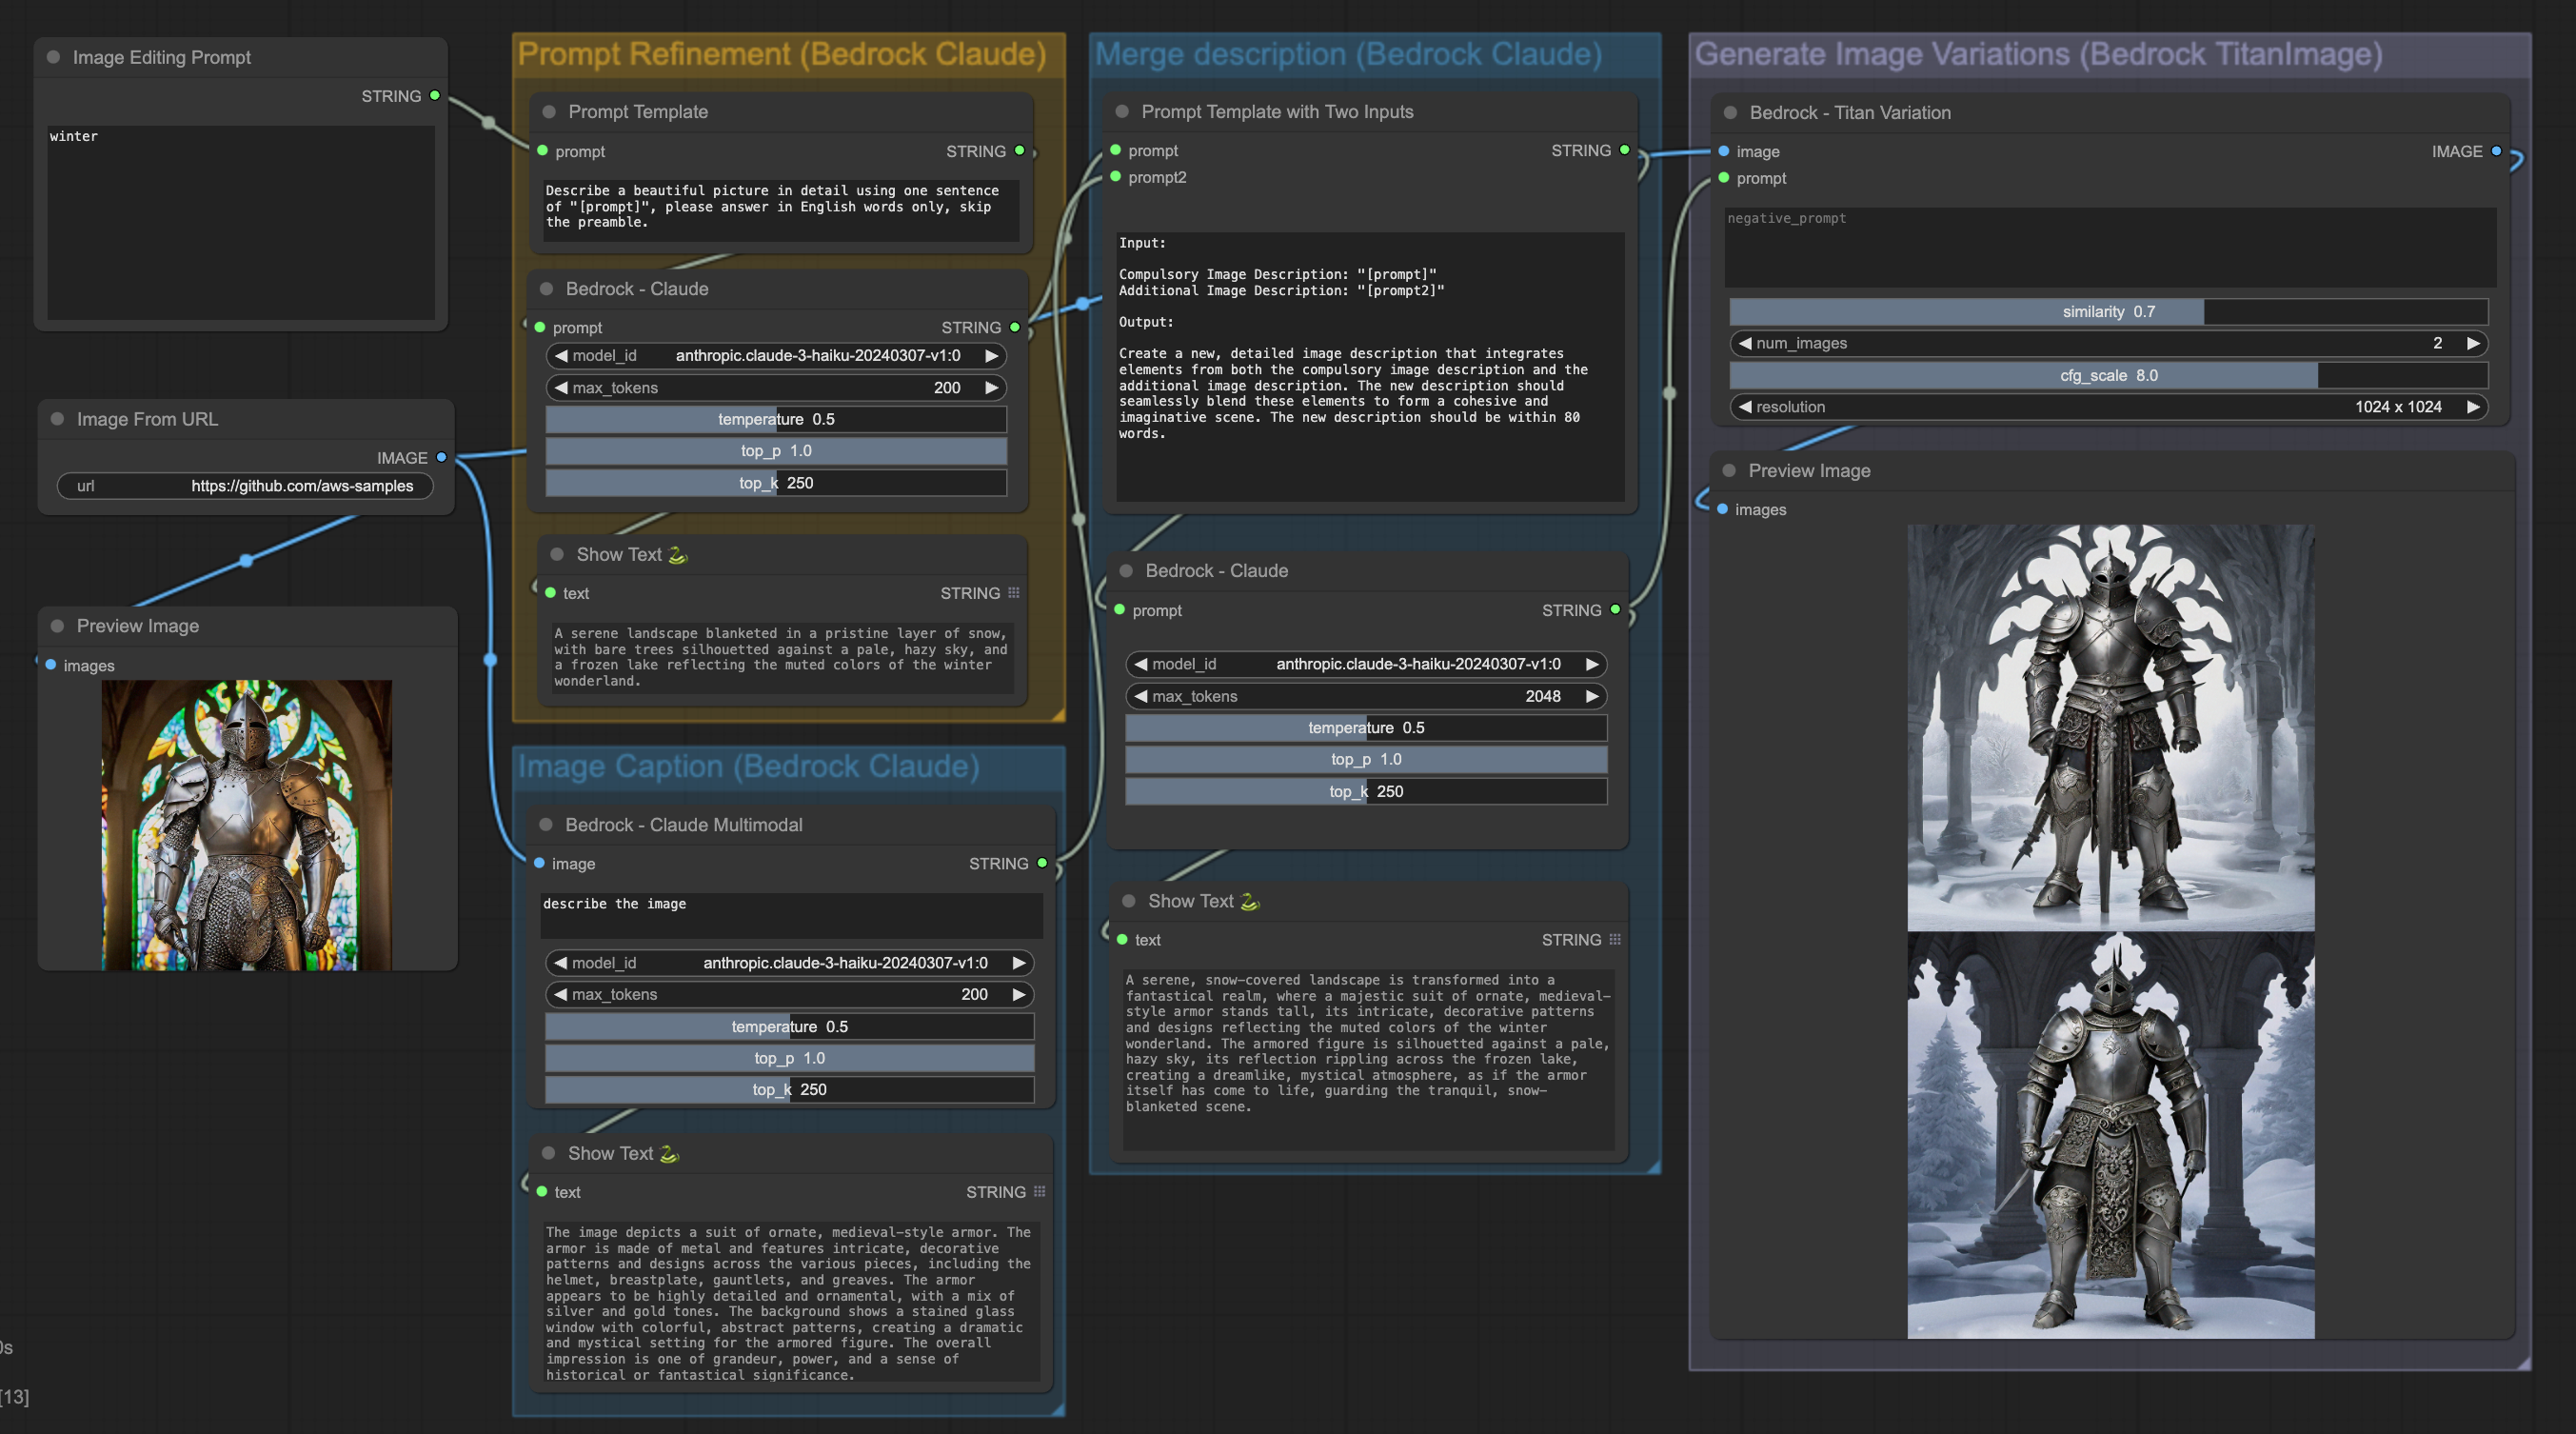 Image Editing Prompt
STRING
winter
Image From URL
IMAGE
url https://github.com/aws-samples
Preview Image
images
Prompt Refinement (Bedrock Claude)
Prompt Template
prompt STRING
Describe a beautiful picture in detail using one sentence
of "[prompt]", please answer in English words only, skip
the preamble.
Bedrock - Claude
prompt STRING
model_id anthropic.claude-3-haiku-20240307-v1:0
max_tokens 200
temperature 0.5
top_p 1.0
top_k 250
Show Text
text STRING
A serene landscape blanketed in a pristine layer of snow,
with bare trees silhouetted against a pale, hazy sky, and
a frozen lake reflecting the muted colors of the winter
wonderland.
Image Caption (Bedrock Claude)
Bedrock - Claude Multimodal
image STRING
describe the image
model_id anthropic.claude-3-haiku-20240307-v1:0
max_tokens 200
temperature 0.5
top_p 1.0
top_k 250
Show Text
text STRING
The image depicts a suit of ornate, medieval-style armor. The
armor is made of metal and features intricate, decorative
patterns and designs across the various pieces, including the
helmet, breastplate, gauntlets, and greaves. The armor
appears to be highly detailed and ornamental, with a mix of
silver and gold tones. The background shows a stained glass
window with colorful, abstract patterns, creating a dramatic
and mystical setting for the armored figure. The overall
impression is one of grandeur, power, and a sense of
historical or fantastical significance.
Merge description (Bedrock Claude)
Prompt Template with Two Inputs
prompt STRING
prompt2
Input:
Compulsory Image Description: "[prompt]"
Additional Image Description: "[prompt2]"
Output:
Create a new, detailed image description that integrates
elements from both the compulsory image description and the
additional image description. The new description should
seamlessly blend these elements to form a cohesive and
imaginative scene. The new description should be within 80
words.
Bedrock - Claude
prompt STRING
model_id anthropic.claude-3-haiku-20240307-v1:0
max_tokens 2048
temperature 0.5
top_p 1.0
top_k 250
Show Text
text STRING
A serene, snow-covered landscape is transformed into a
fantastical realm, where a majestic suit of ornate, medieval-
style armor stands tall, its intricate, decorative patterns
and designs reflecting the muted colors of the winter
wonderland. The armored figure is silhouetted against a pale,
hazy sky, its reflection rippling across the frozen lake,
creating a dreamlike, mystical atmosphere, as if the armor
itself has come to life, guarding the tranquil, snow-
blanketed scene.
Generate Image Variations (Bedrock TitanImage)
Bedrock - Titan Variation
image IMAGE
prompt
negative_prompt
similarity 0.7
num_images 2
cfg_scale 8.0
resolution 1024 x 1024
Preview Image
images
0s
[13]